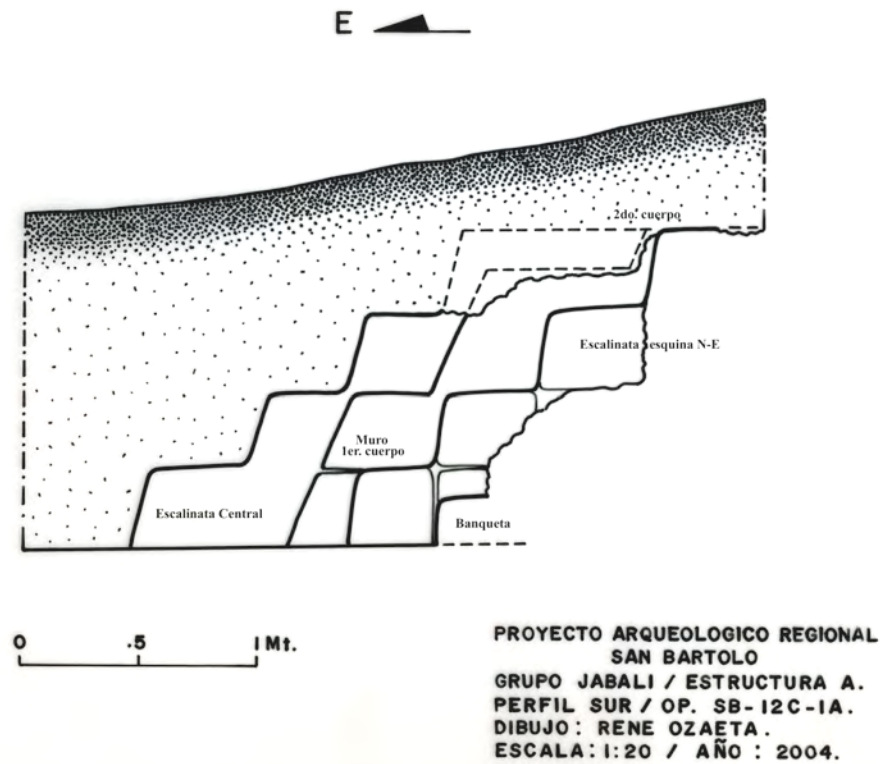 E
2do. cuerpo
Escalinata esquina N-E
Muro
1er. cuerpo
Escalinata Central
Banqueta
0 .5 1 Mt.
PROYECTO ARQUEOLOGICO REGIONAL
SAN BARTOLO
GRUPO JABALI / ESTRUCTURA A.
PERFIL SUR / OP. SB-12C-1A.
DIBUJO: RENE OZAETA.
ESCALA: 1:20 / AÑO : 2004.